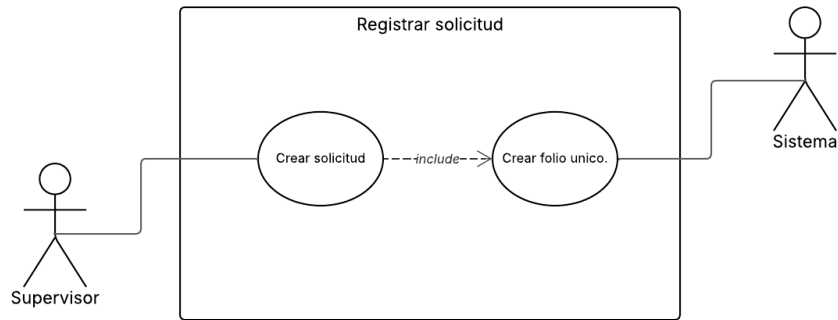 Registrar solicitud
Crear solicitud
include
Crear folio unico.
Sistema
Supervisor